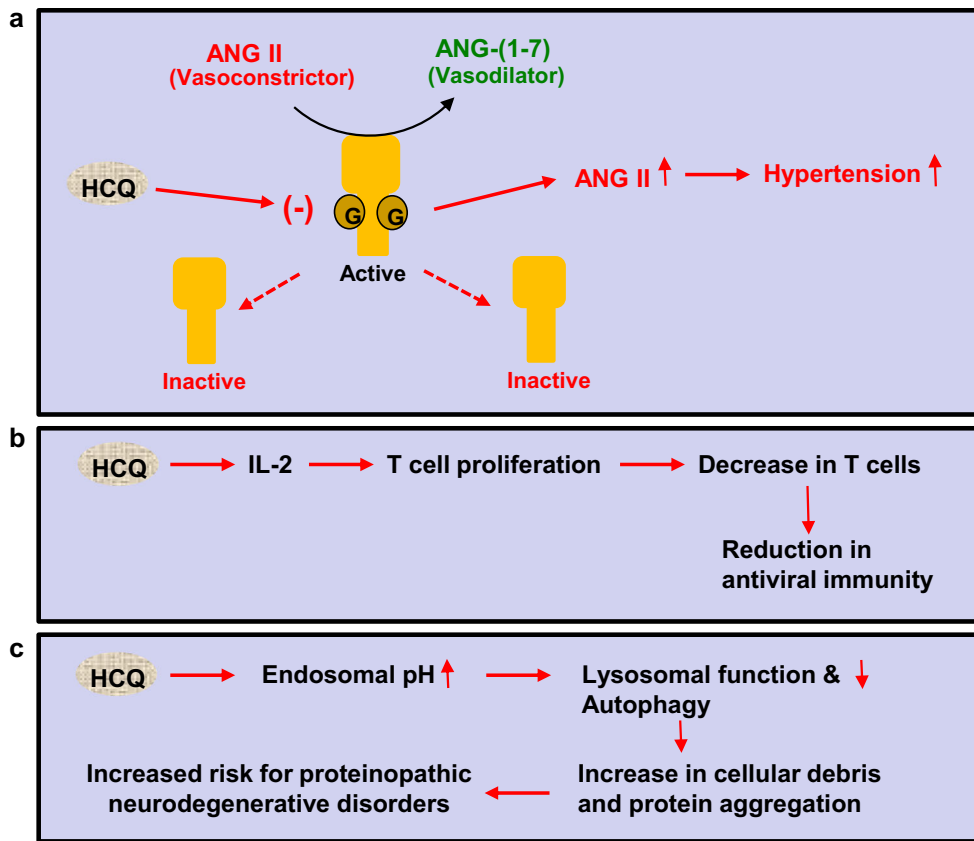 a
ANG II
(Vasoconstrictor)
ANG-(1-7)
(Vasodilator)
HCQ
(-)
G
G
ANG II
Hypertension
Active
Inactive
Inactive
b
HCQ
IL-2
T cell proliferation
Decrease in T cells
Reduction in
antiviral immunity
c
HCQ
Endosomal pH
Lysosomal function &
Autophagy
Increase in cellular debris
and protein aggregation
Increased risk for proteinopathic
neurodegenerative disorders